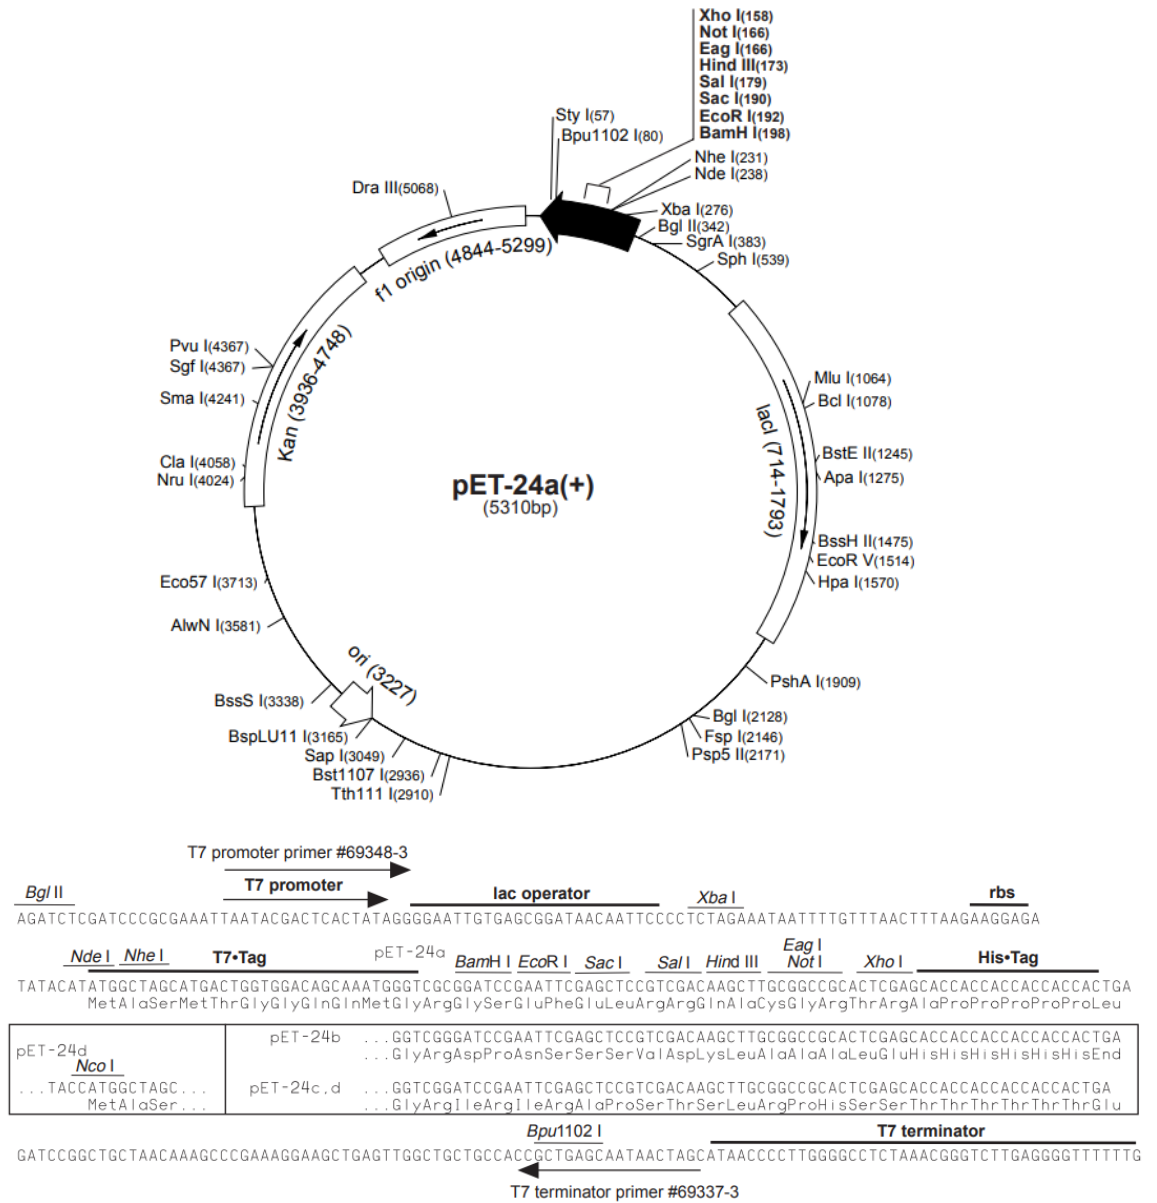 Xho I(158)
Not I(166)
Eag I(166)
Hind III(173)
Sal I(179)
Sac I(190)
EcoR I(192)
BamH I(198)
Sty I(57)
Bpu1102 I(80)
Nhe I(231)
Nde I(238)
Xba I(276)
Bgl II(342)
SgrA I(383)
Sph I(539)
Dra III(5068)
f1 origin (4844-5299)
Pvu I(4367)
Sgf I(4367)
Sma I(4241)
Kan (3936-4748)
Cla I(4058)
Nru I(4024)
lacI (714-1793)
Mlu I(1064)
Bcl I(1078)
BstE II(1245)
Apa I(1275)
pET-24a(+)
(5310bp)
BssH II(1475)
EcoR V(1514)
Hpa I(1570)
Eco57 I(3713)
AlwN I(3581)
ori (3227)
BssS I(3338)
BspLU11 I(3165)
Sap I(3049)
Bst1107 I(2936)
Tth111 I(2910)
PshA I(1909)
Bgl I(2128)
Fsp I(2146)
Psp5 II(2171)
T7 promoter primer #69348-3
Bgl II T7 promoter lac operator Xba I rbs
AGATCTCGATCCCGCGAAATTAATACGACTCACTATAGGGGAATTGTGAGCGGATAACAATTCCCCTCTAGAAATAATTTTGTTTAACTTTAAGAAGGAGA
Nde I Nhe I T7•Tag pET-24a BamH I EcoR I Sac I Sal I Hind III Eag I Not I Xho I His•Tag
TATACATATGGCTAGCATGACTGGTGGACAGCAAATGGGTCGCGGATCCGAATTCGAGCTCCGTCGACAAGCTTGCGGCCGCACTCGAGCACCACCACCACCACCACTGA
MetAlaSerMetThrGlyGlyGlnGlnMetGlyArgGlySerGluPheGluLeuArgArgGlnAlaCysGlyArgThrArgAlaProProProProProLeu
pET-24b ...GGTCGGGATCCGAATTCGAGCTCCGTCGACAAGCTTGCGGCCGCACTCGAGCACCACCACCACCACCACTGA
...GlyArgAspProAsnSerSerSerValAspLysLeuAlaAlaAlaLeuGluHisHisHisHisHisHisEnd
pET-24d
Nco I
...TACCATGGCTAGC...
MetAlaSer...
pET-24c,d ...GGTCGGATCCGAATTCGAGCTCCGTCGACAAGCTTGCGGCCGCACTCGAGCACCACCACCACCACCACTGA
...GlyArgIleArgIleArgAlaProSerThrSerLeuArgProHisSerSerThrThrThrThrThrThrGlu
Bpu1102 I T7 terminator
GATCCGGCTGCTAACAAAGCCCGAAAGGAAGCTGAGTTGGCTGCTGCCACCGCTGAGCAATAACTAGCATAACCCCTTGGGGCCTCTAAACGGGTCTTGAGGGGTTTTTTG
T7 terminator primer #69337-3